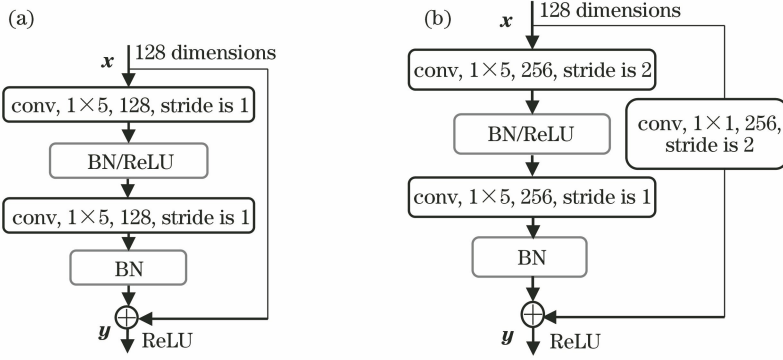 (a)
x
128 dimensions
conv, 1×5, 128, stride is 1
BN/ReLU
conv, 1×5, 128, stride is 1
BN
y
ReLU
(b)
x
128 dimensions
conv, 1×5, 256, stride is 2
BN/ReLU
conv, 1×5, 256, stride is 1
BN
y
ReLU
conv, 1×1, 256,
stride is 2